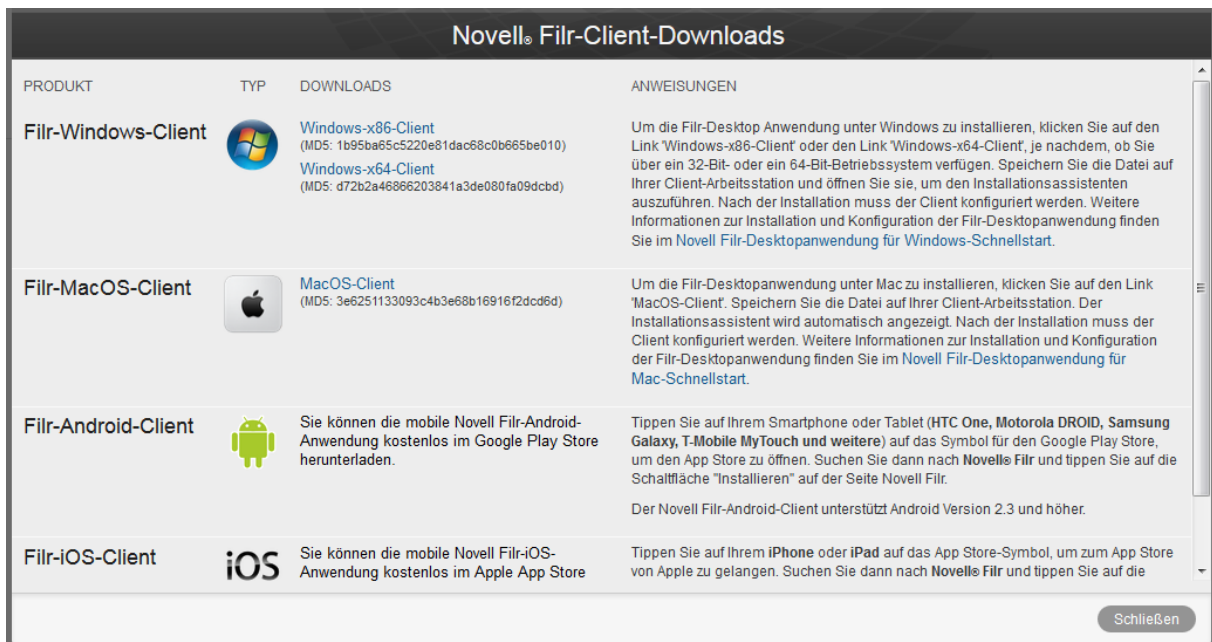 Novell® Filr-Client-Downloads
PRODUKT TYP DOWNLOADS ANWEISUNGEN
Filr-Windows-Client
Windows-x86-Client
(MD5: 1b95ba65c5220e81dac68c0b665be010)
Windows-x64-Client
(MD5: d72b2a46866203841a3de080fa09dcbd)
Um die Filr-Desktop Anwendung unter Windows zu installieren, klicken Sie auf den
Link 'Windows-x86-Client' oder den Link 'Windows-x64-Client', je nachdem, ob Sie
über ein 32-Bit- oder ein 64-Bit-Betriebssystem verfügen. Speichern Sie die Datei auf
Ihrer Client-Arbeitsstation und öffnen Sie sie, um den Installationsassistenten
auszuführen. Nach der Installation muss der Client konfiguriert werden. Weitere
Informationen zur Installation und Konfiguration der Filr-Desktopanwendung finden
Sie im Novell Filr-Desktopanwendung für Windows-Schnellstart.
Filr-MacOS-Client
MacOS-Client
(MD5: 3e6251133093c4b3e68b16916f2dcd6d)
Um die Filr-Desktopanwendung unter Mac zu installieren, klicken Sie auf den Link
'MacOS-Client'. Speichern Sie die Datei auf Ihrer Client-Arbeitsstation. Der
Installationsassistent wird automatisch angezeigt. Nach der Installation muss der
Client konfiguriert werden. Weitere Informationen zur Installation und Konfiguration
der Filr-Desktopanwendung finden Sie im Novell Filr-Desktopanwendung für
Mac-Schnellstart.
Filr-Android-Client
Sie können die mobile Novell Filr-Android-
Anwendung kostenlos im Google Play Store
herunterladen.
Tippen Sie auf Ihrem Smartphone oder Tablet (HTC One, Motorola DROID, Samsung
Galaxy, T-Mobile MyTouch und weitere) auf das Symbol für den Google Play Store,
um den App Store zu öffnen. Suchen Sie dann nach Novell® Filr und tippen Sie auf die
Schaltfläche "Installieren" auf der Seite Novell Filr.
Der Novell Filr-Android-Client unterstützt Android Version 2.3 und höher.
Filr-iOS-Client
iOS
Sie können die mobile Novell Filr-iOS-
Anwendung kostenlos im Apple App Store
Tippen Sie auf Ihrem iPhone oder iPad auf das App Store-Symbol, um zum App Store
von Apple zu gelangen. Suchen Sie dann nach Novell® Filr und tippen Sie auf die
Schließen